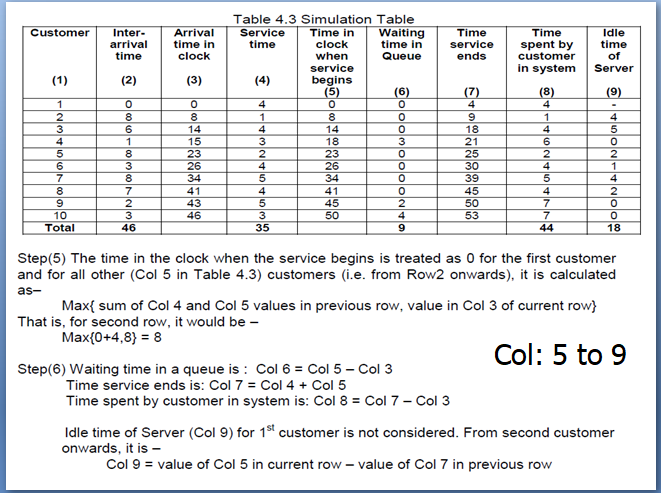 Table 4.3 Simulation Table
Customer Inter- Arrival Service Time in Waiting Time Time Idle
arrival time in time clock time in service spent by time
time clock when Queue ends customer of
service in system Server
begins
(1) (2) (3) (4) (5) (6) (7) (8) (9)
1 0 0 4 0 0 4 4 -
2 8 8 1 8 0 9 1 4
3 6 14 4 14 0 18 4 5
4 1 15 3 18 3 21 6 0
5 8 23 2 23 0 25 2 2
6 3 26 4 26 0 30 4 1
7 8 34 5 34 0 39 5 4
8 7 41 4 41 0 45 4 2
9 2 43 5 45 2 50 7 0
10 3 46 3 50 4 53 7 0
Total 46 35 9 44 18
Step(5) The time in the clock when the service begins is treated as 0 for the first customer
and for all other (Col 5 in Table 4.3) customers (i.e. from Row2 onwards), it is calculated
as–
Max{ sum of Col 4 and Col 5 values in previous row, value in Col 3 of current row}
That is, for second row, it would be –
Max{0+4,8} = 8
Col: 5 to 9
Step(6) Waiting time in a queue is : Col 6 = Col 5 – Col 3
Time service ends is: Col 7 = Col 4 + Col 5
Time spent by customer in system is: Col 8 = Col 7 – Col 3
Idle time of Server (Col 9) for 1st customer is not considered. From second customer
onwards, it is –
Col 9 = value of Col 5 in current row – value of Col 7 in previous row